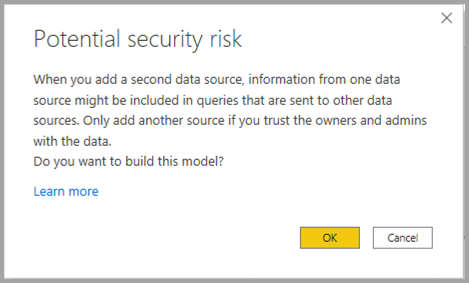 Potential security risk
When you add a second data source, information from one data
source might be included in queries that are sent to other data
sources. Only add another source if you trust the owners and admins
with the data.
Do you want to build this model?
Learn more
OK
Cancel